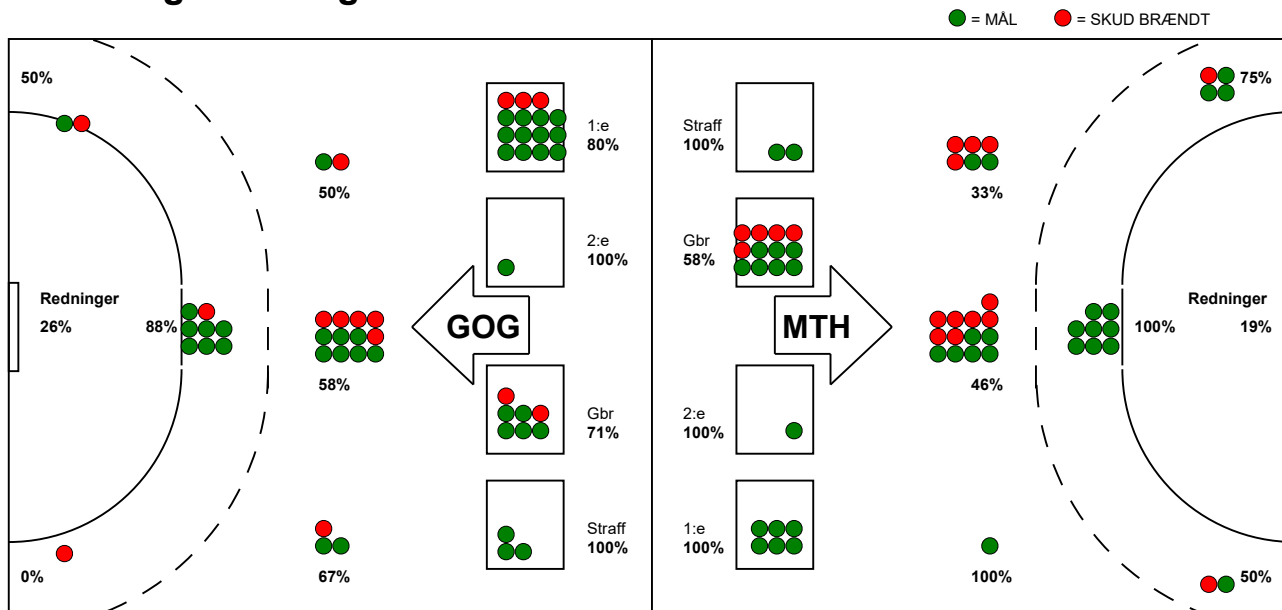 = MÅL = SKUD BRÆNDT
50%
50%
Redninger
26%
88%
58%
67%
0%
1:e
80%
2:e
100%
GOG
Gbr
71%
Straff
100%
Straff
100%
Gbr
58%
MTH
2:e
100%
1:e
100%
75%
33%
Redninger
100% 19%
46%
100%
50%